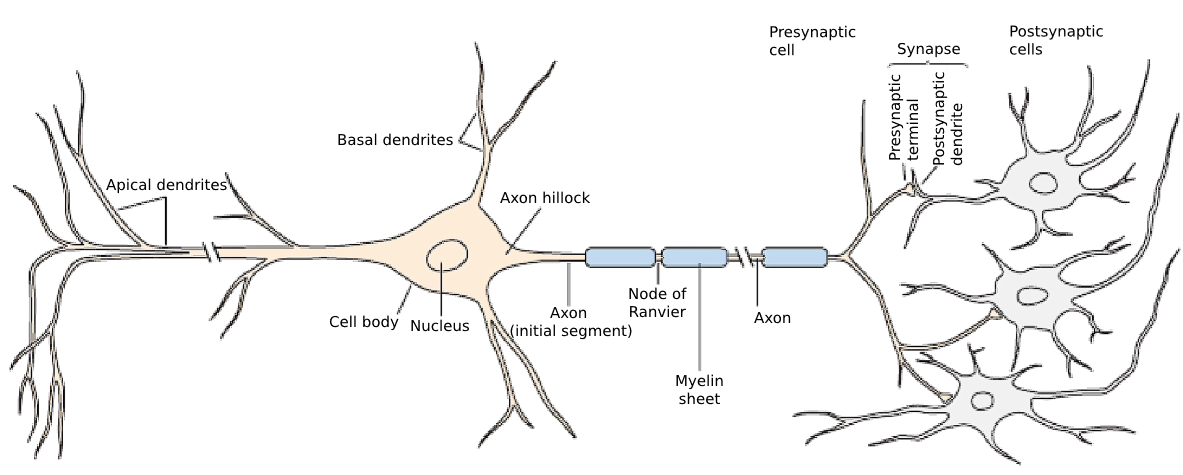 Presynaptic
cell
Postsynaptic
cells
Synapse
Presynaptic
terminal
Postsynaptic
dendrite
Basal dendrites
Apical dendrites
Axon hillock
Cell body
Nucleus
Axon
(initial segment)
Node of
Ranvier
Axon
Myelin
sheet